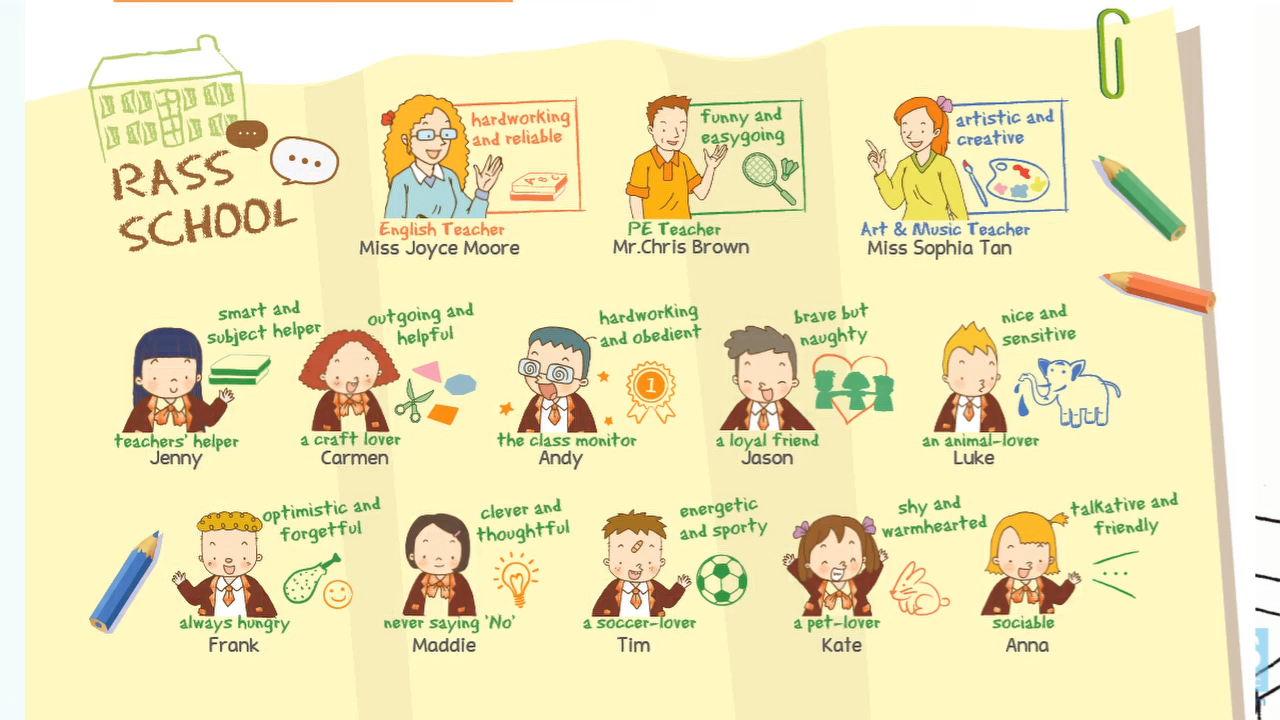 RASS
SCHOOL
hardworking
and reliable
English Teacher
Miss Joyce Moore
funny and
easygoing
PE Teacher
Mr.Chris Brown
artistic and
creative
Art & Music Teacher
Miss Sophia Tan
smart and
subject helper
teachers' helper
Jenny
outgoing and
helpful
a craft lover
Carmen
hardworking
and obedient
1
the class monitor
Andy
brave but
naughty
a loyal friend
Jason
nice and
sensitive
an animal-lover
Luke
optimistic and
forgetful
always hungry
Frank
clever and
thoughtful
never saying 'No'
Maddie
energetic
and sporty
a soccer-lover
Tim
shy and
warmhearted
a pet-lover
Kate
talkative and
friendly
sociable
Anna